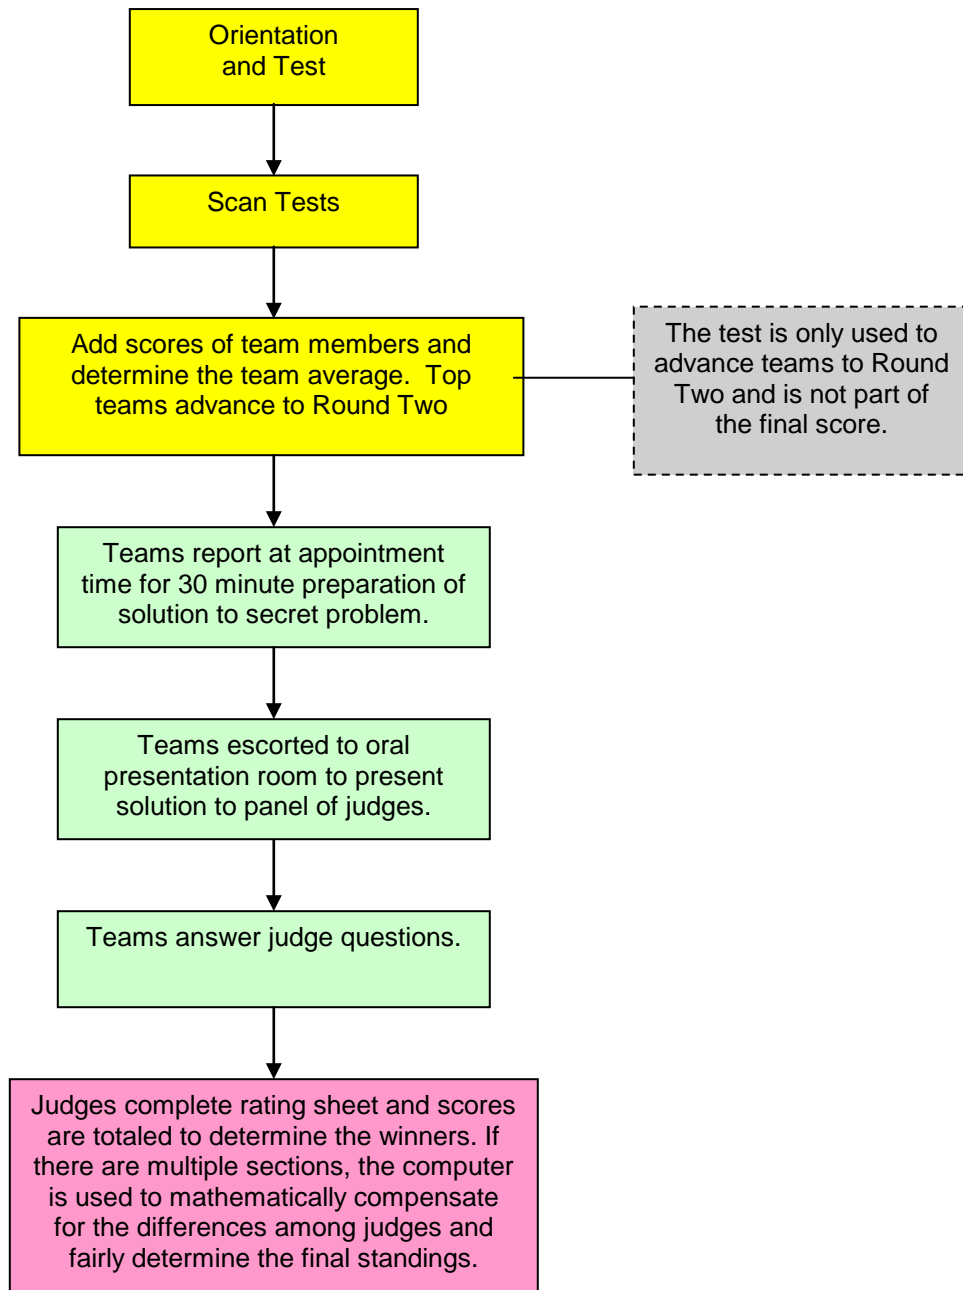 Orientation
and Test
Scan Tests
Add scores of team members and
determine the team average.  Top
teams advance to Round Two
The test is only used to
advance teams to Round
Two and is not part of
the final score.
Teams report at appointment
time for 30 minute preparation of
solution to secret problem.
Teams escorted to oral
presentation room to present
solution to panel of judges.
Teams answer judge questions.
Judges complete rating sheet and scores
are totaled to determine the winners. If
there are multiple sections, the computer
is used to mathematically compensate
for the differences among judges and
fairly determine the final standings.